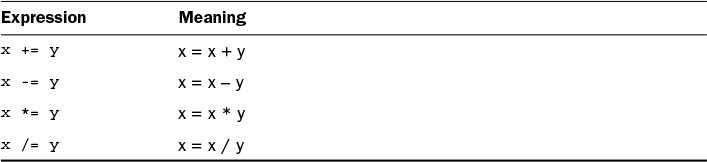 Expression Meaning
x += y x = x + y
x -= y x = x – y
x *= y x = x * y
x /= y x = x / y